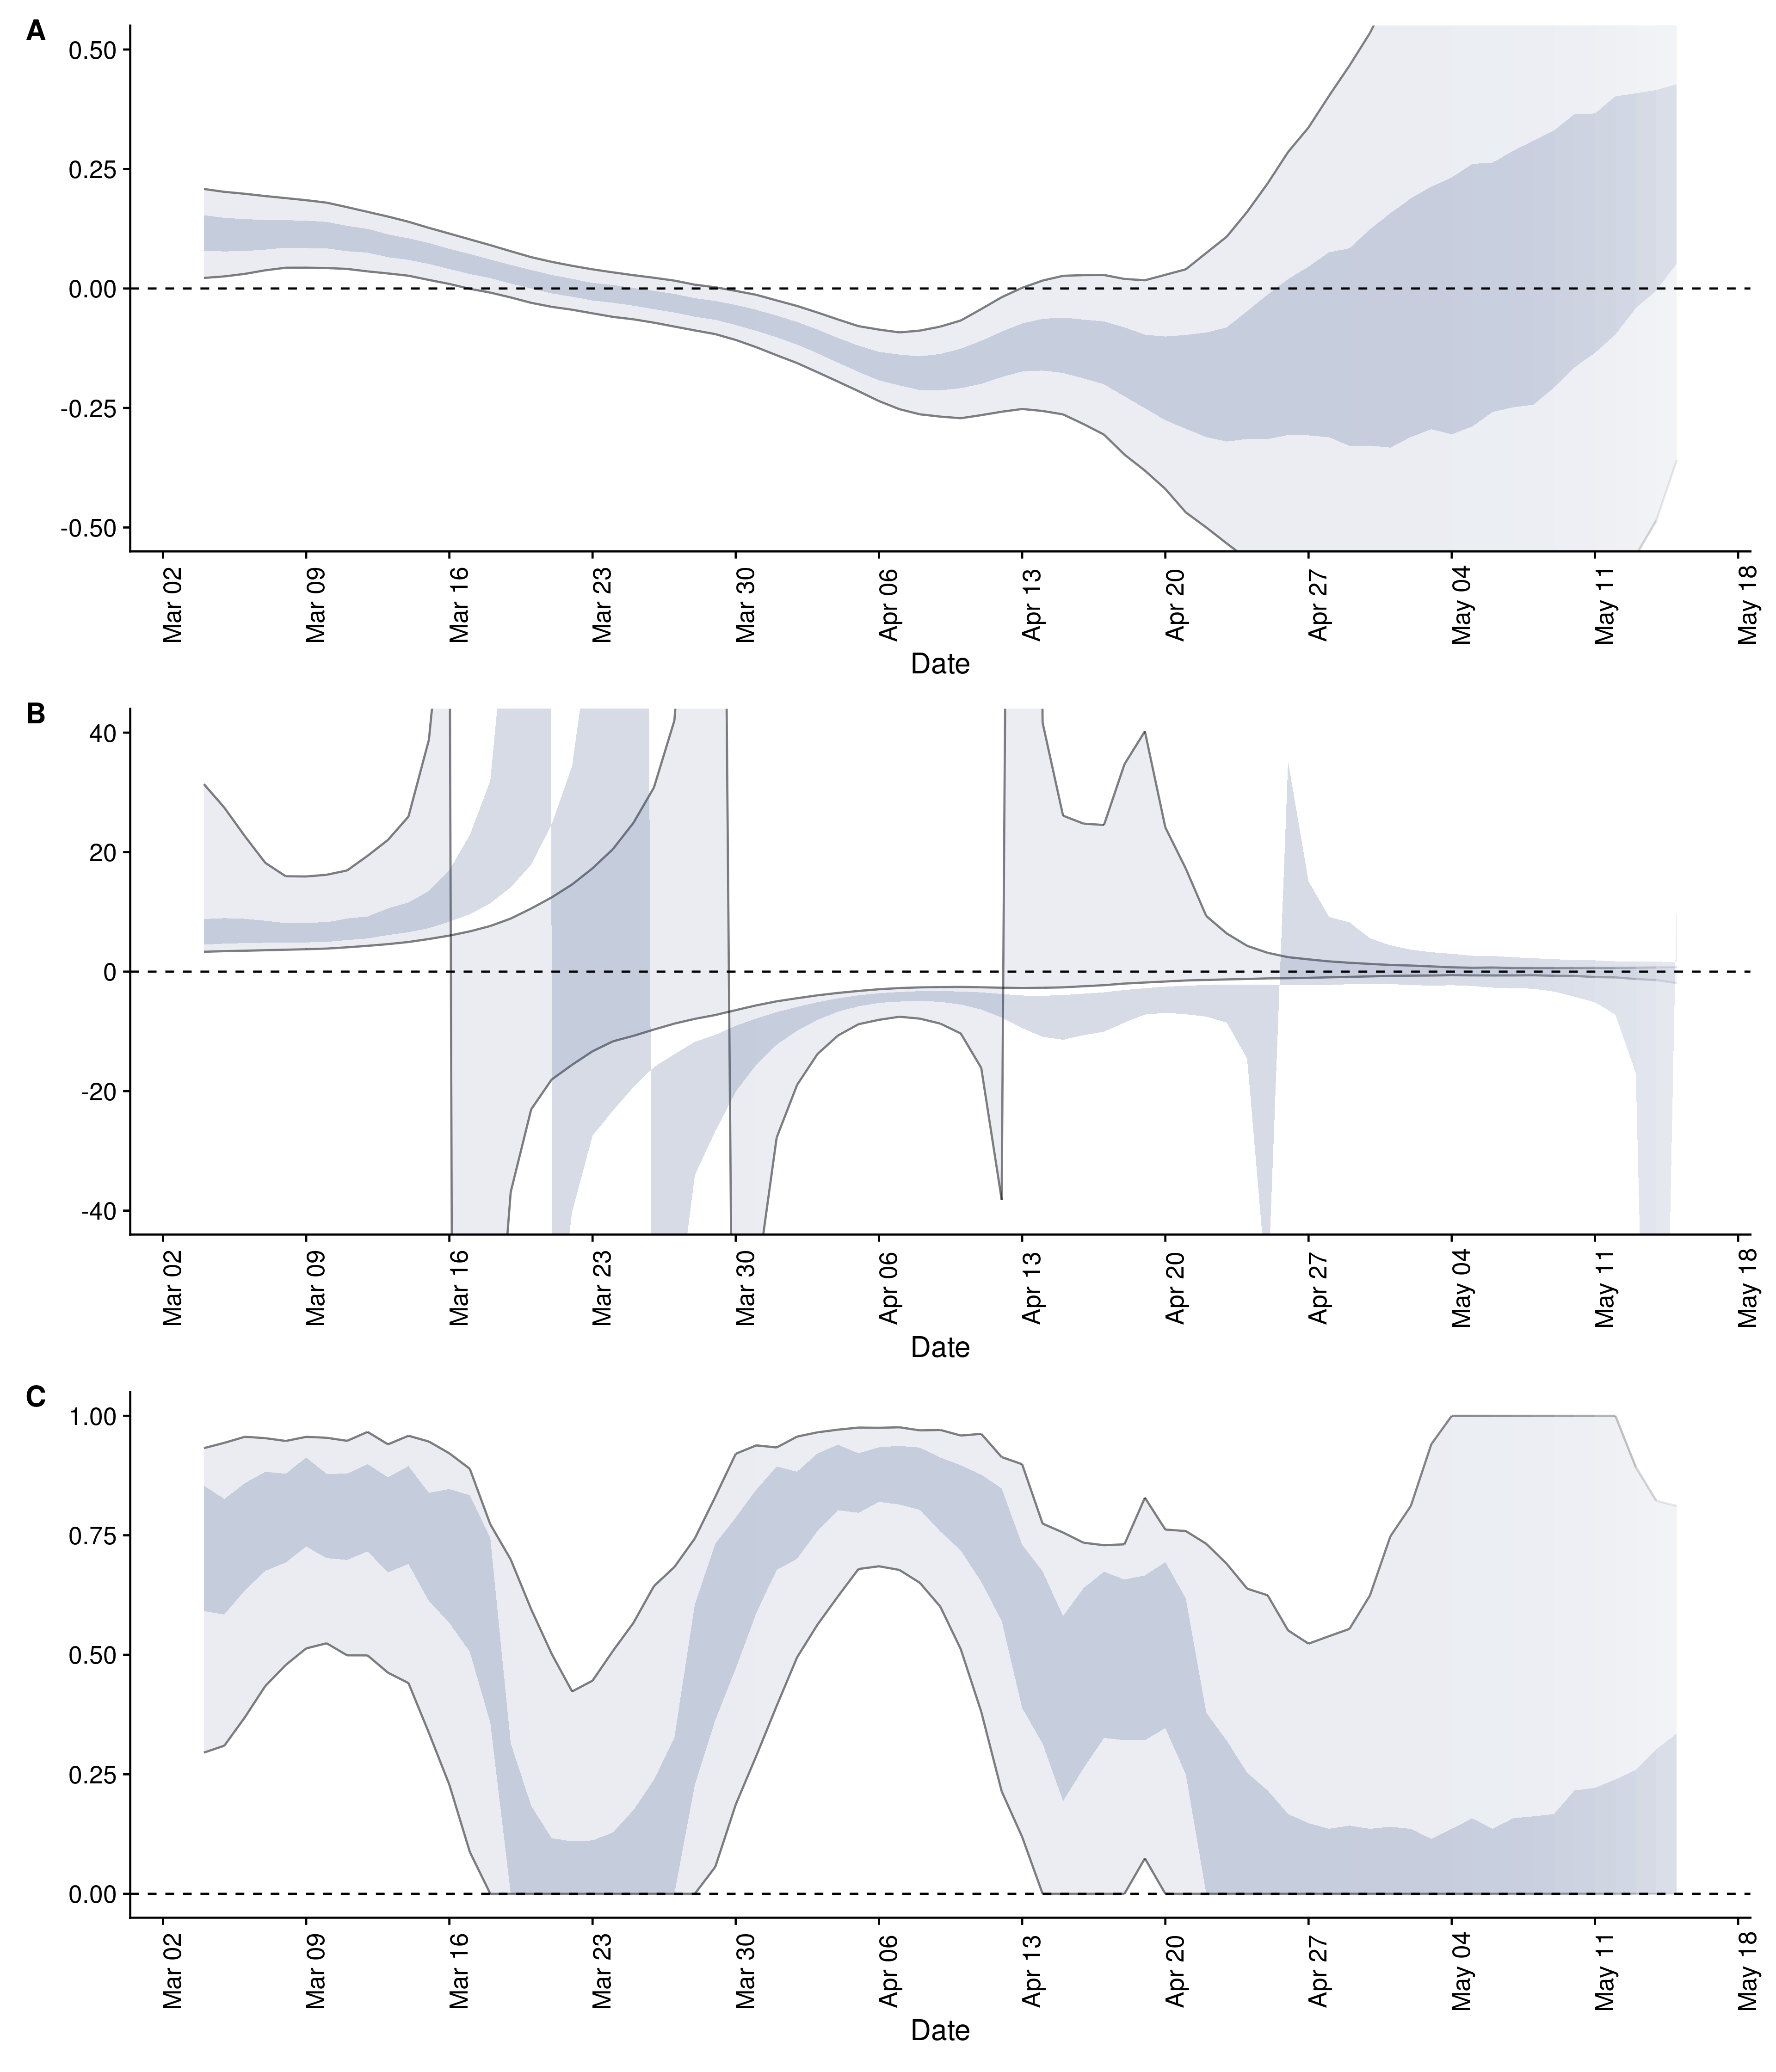 A
0.50
0.25
0.00
-0.25
-0.50
Mar 02
Mar 09
Mar 16
Mar 23
Mar 30
Apr 06
Apr 13
Apr 20
Apr 27
May 04
May 11
May 18
Date
B
40
20
0
-20
-40
Mar 02
Mar 09
Mar 16
Mar 23
Mar 30
Apr 06
Apr 13
Apr 20
Apr 27
May 04
May 11
May 18
Date
C
1.00
0.75
0.50
0.25
0.00
Mar 02
Mar 09
Mar 16
Mar 23
Mar 30
Apr 06
Apr 13
Apr 20
Apr 27
May 04
May 11
May 18
Date